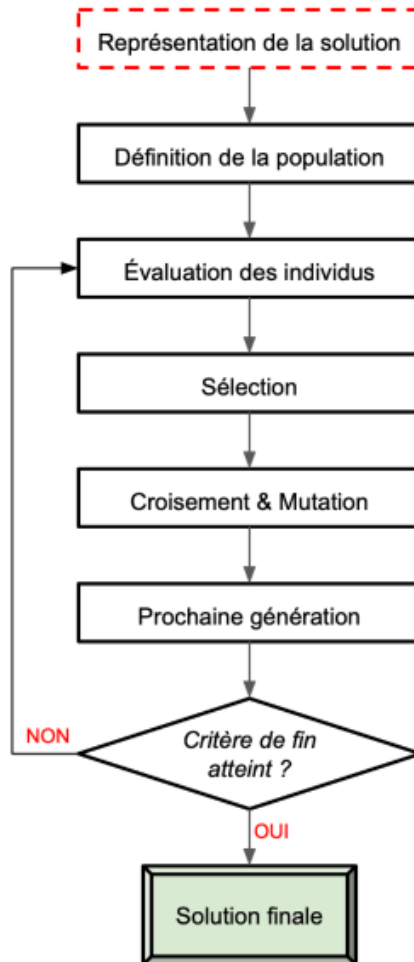 Représentation de la solution
Définition de la population
Évaluation des individus
Sélection
Croisement & Mutation
Prochaine génération
Critère de fin
atteint ?
NON
OUI
Solution finale